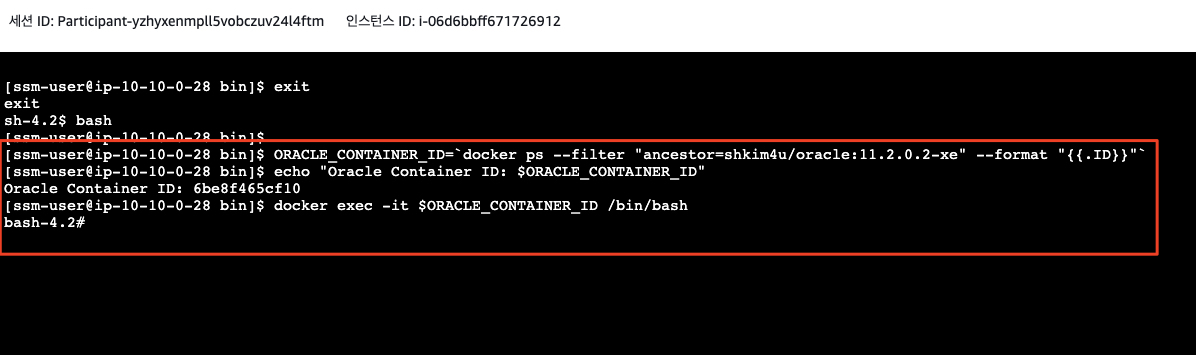 세션 ID: Participant-yzhyxenmpll5vobczuv24l4ftm 인스턴스 ID: i-06d6bbff671726912
[ssm-user@ip-10-10-0-28 bin]$ exit
exit
sh-4.2$ bash
[ssm-user@ip-10-10-0-28 bin]$
[ssm-user@ip-10-10-0-28 bin]$ ORACLE_CONTAINER_ID=`docker ps --filter "ancestor=shkim4u/oracle:11.2.0.2-xe" --format "{{.ID}}"`
[ssm-user@ip-10-10-0-28 bin]$ echo "Oracle Container ID: $ORACLE_CONTAINER_ID"
Oracle Container ID: 6be8f465cf10
[ssm-user@ip-10-10-0-28 bin]$ docker exec -it $ORACLE_CONTAINER_ID /bin/bash
bash-4.2#